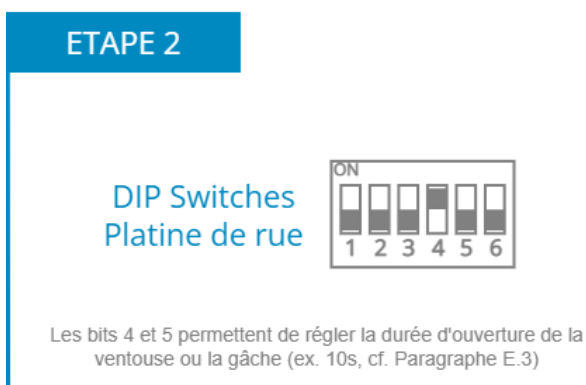 ETAPE 2
DIP Switches
Platine de rue
ON
1 2 3 4 5 6
Les bits 4 et 5 permettent de régler la durée d'ouverture de la
ventouse ou la gâche (ex. 10s, cf. Paragraphe E.3)